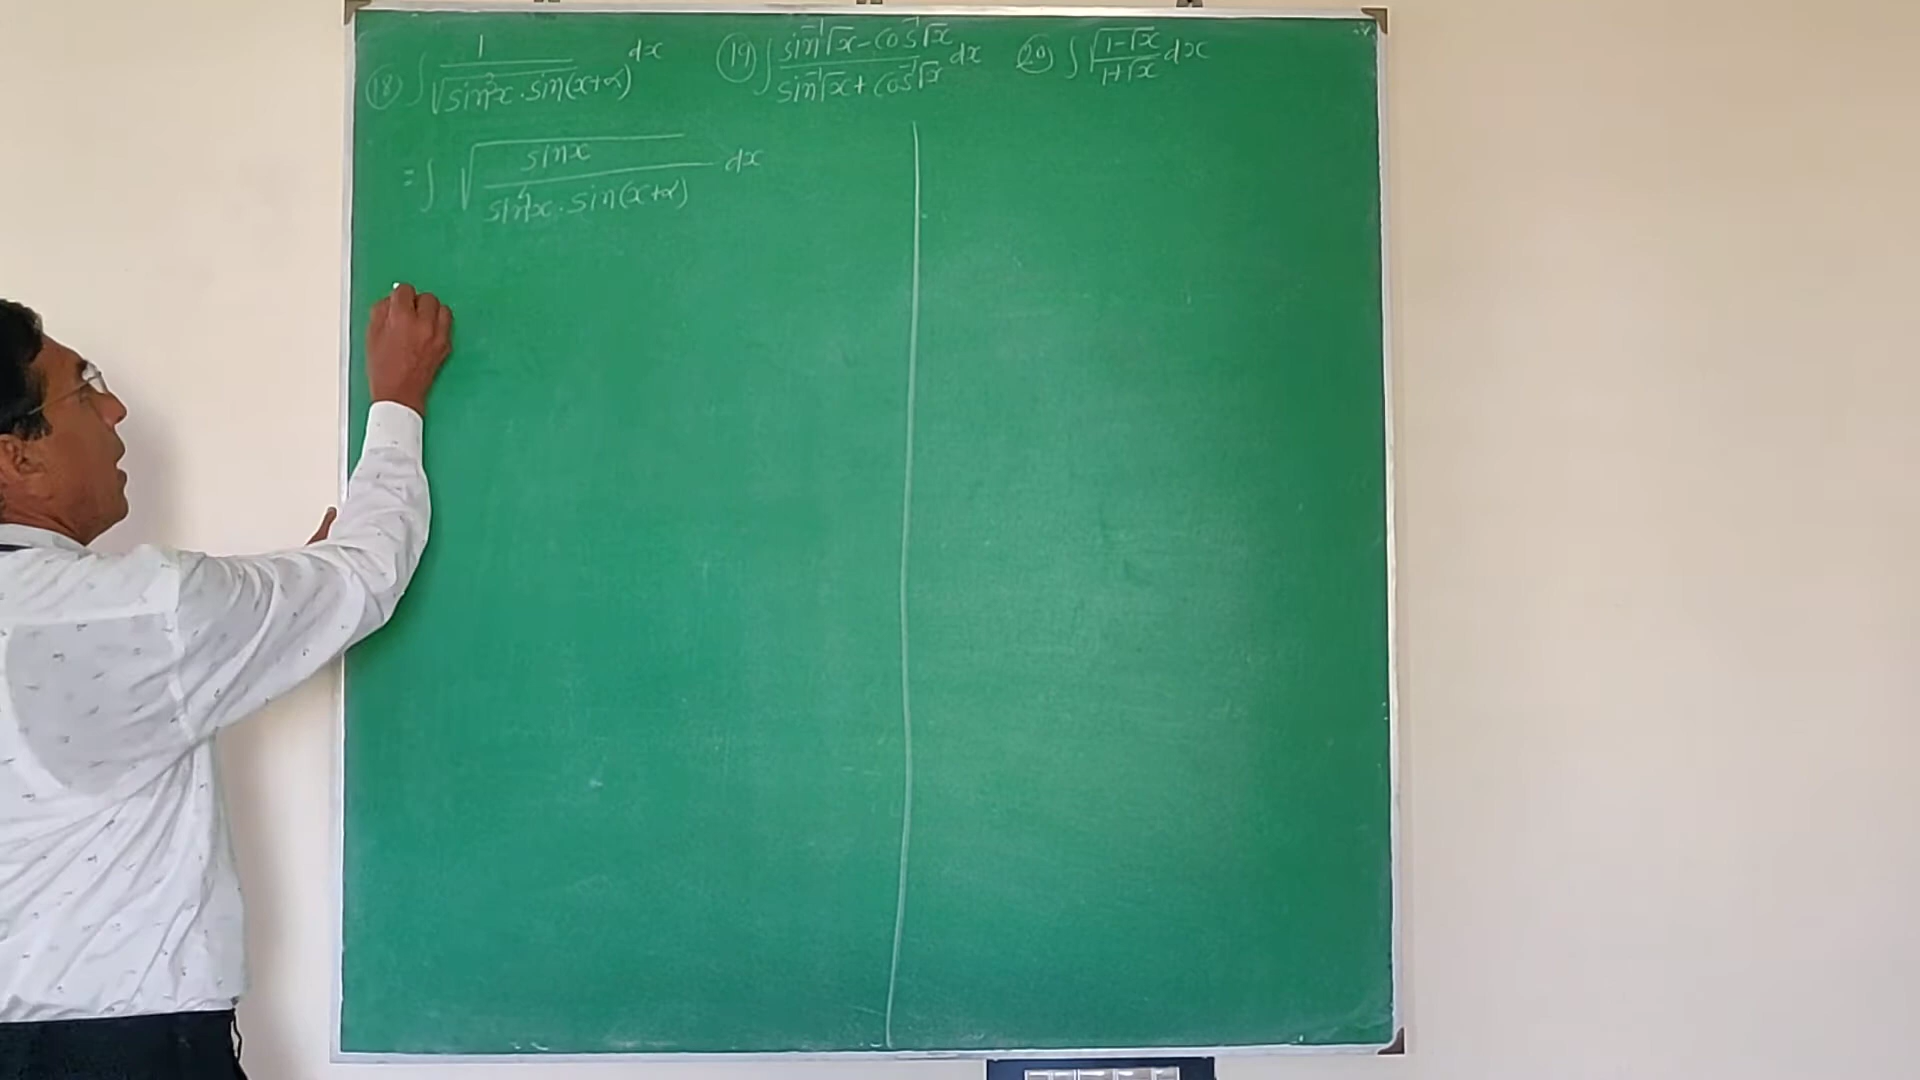 (18) ∫ 1/√(sin³x · sin(x+α)) dx (19) ∫ (sin⁻¹√x − cos⁻¹√x)/(sin⁻¹√x + cos⁻¹√x) dx (20) ∫ √((1−√x)/(1+√x)) dx
= ∫ √(sinx/(sin⁴x · sin(x+α))) dx